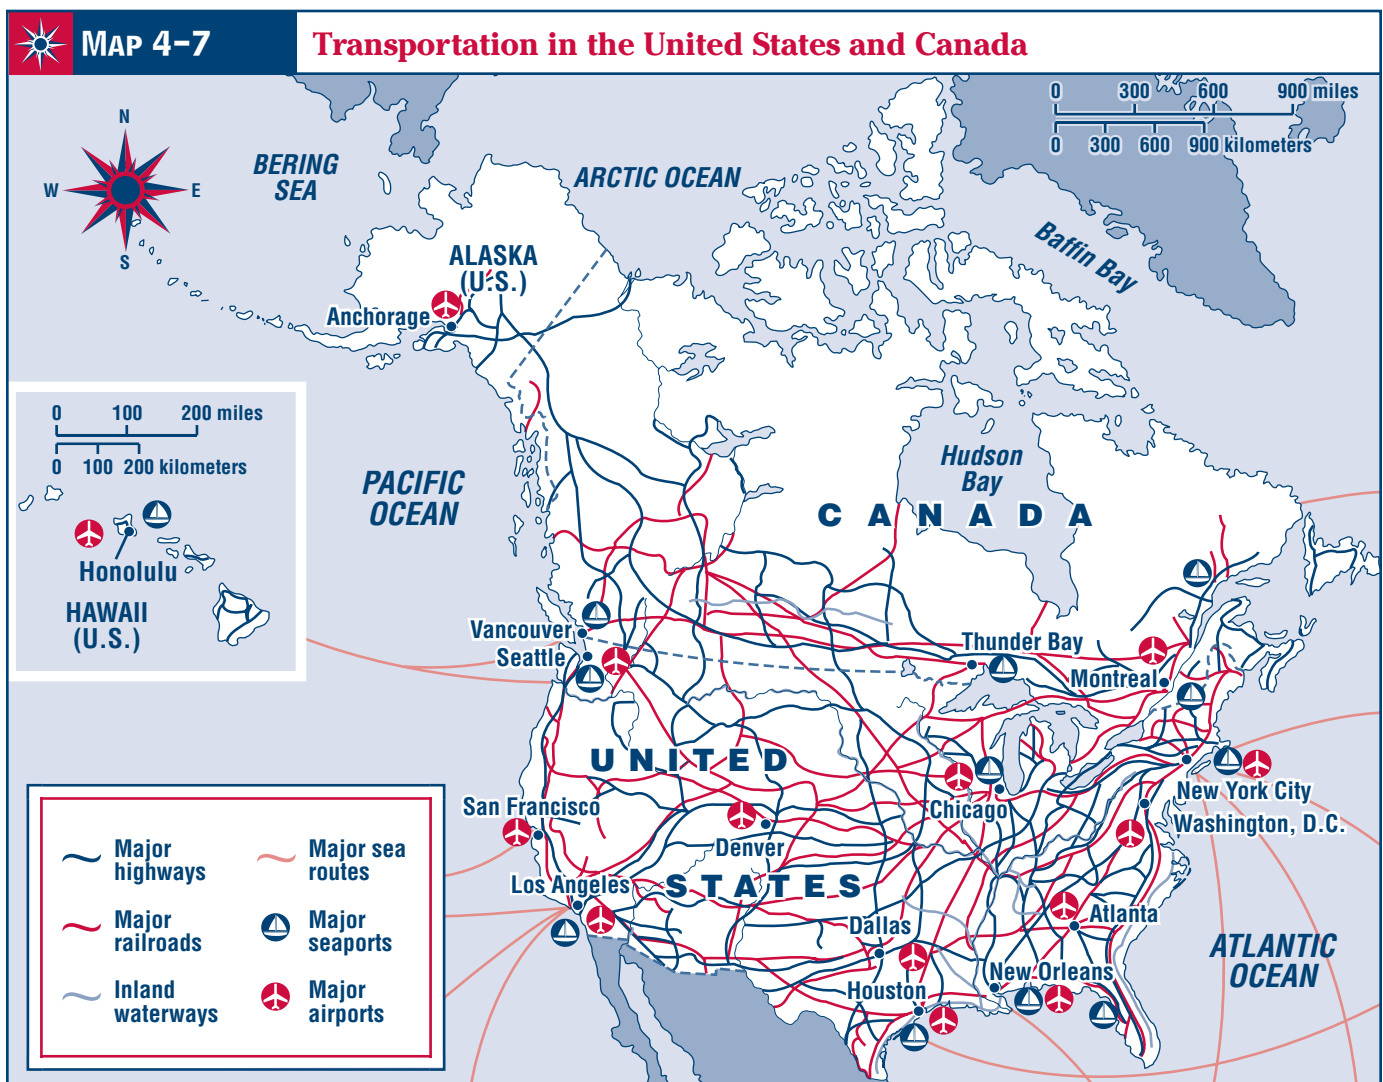 MAP 4–7
Transportation in the United States and Canada
0 300 600 900 miles
0 300 600 900 kilometers
N
W E
S
BERING
SEA
ARCTIC OCEAN
Baffin Bay
ALASKA
(U.S.)
Anchorage
0 100 200 miles
0 100 200 kilometers
Honolulu
HAWAII
(U.S.)
PACIFIC
OCEAN
Hudson
Bay
CANADA
Vancouver
Seattle
Thunder Bay
Montreal
UNITED
STATES
San Francisco
Chicago
New York City
Washington, D.C.
Denver
Los Angeles
Dallas
Atlanta
New Orleans
Houston
ATLANTIC
OCEAN
Major
highways
Major
railroads
Inland
waterways
Major sea
routes
Major
seaports
Major
airports